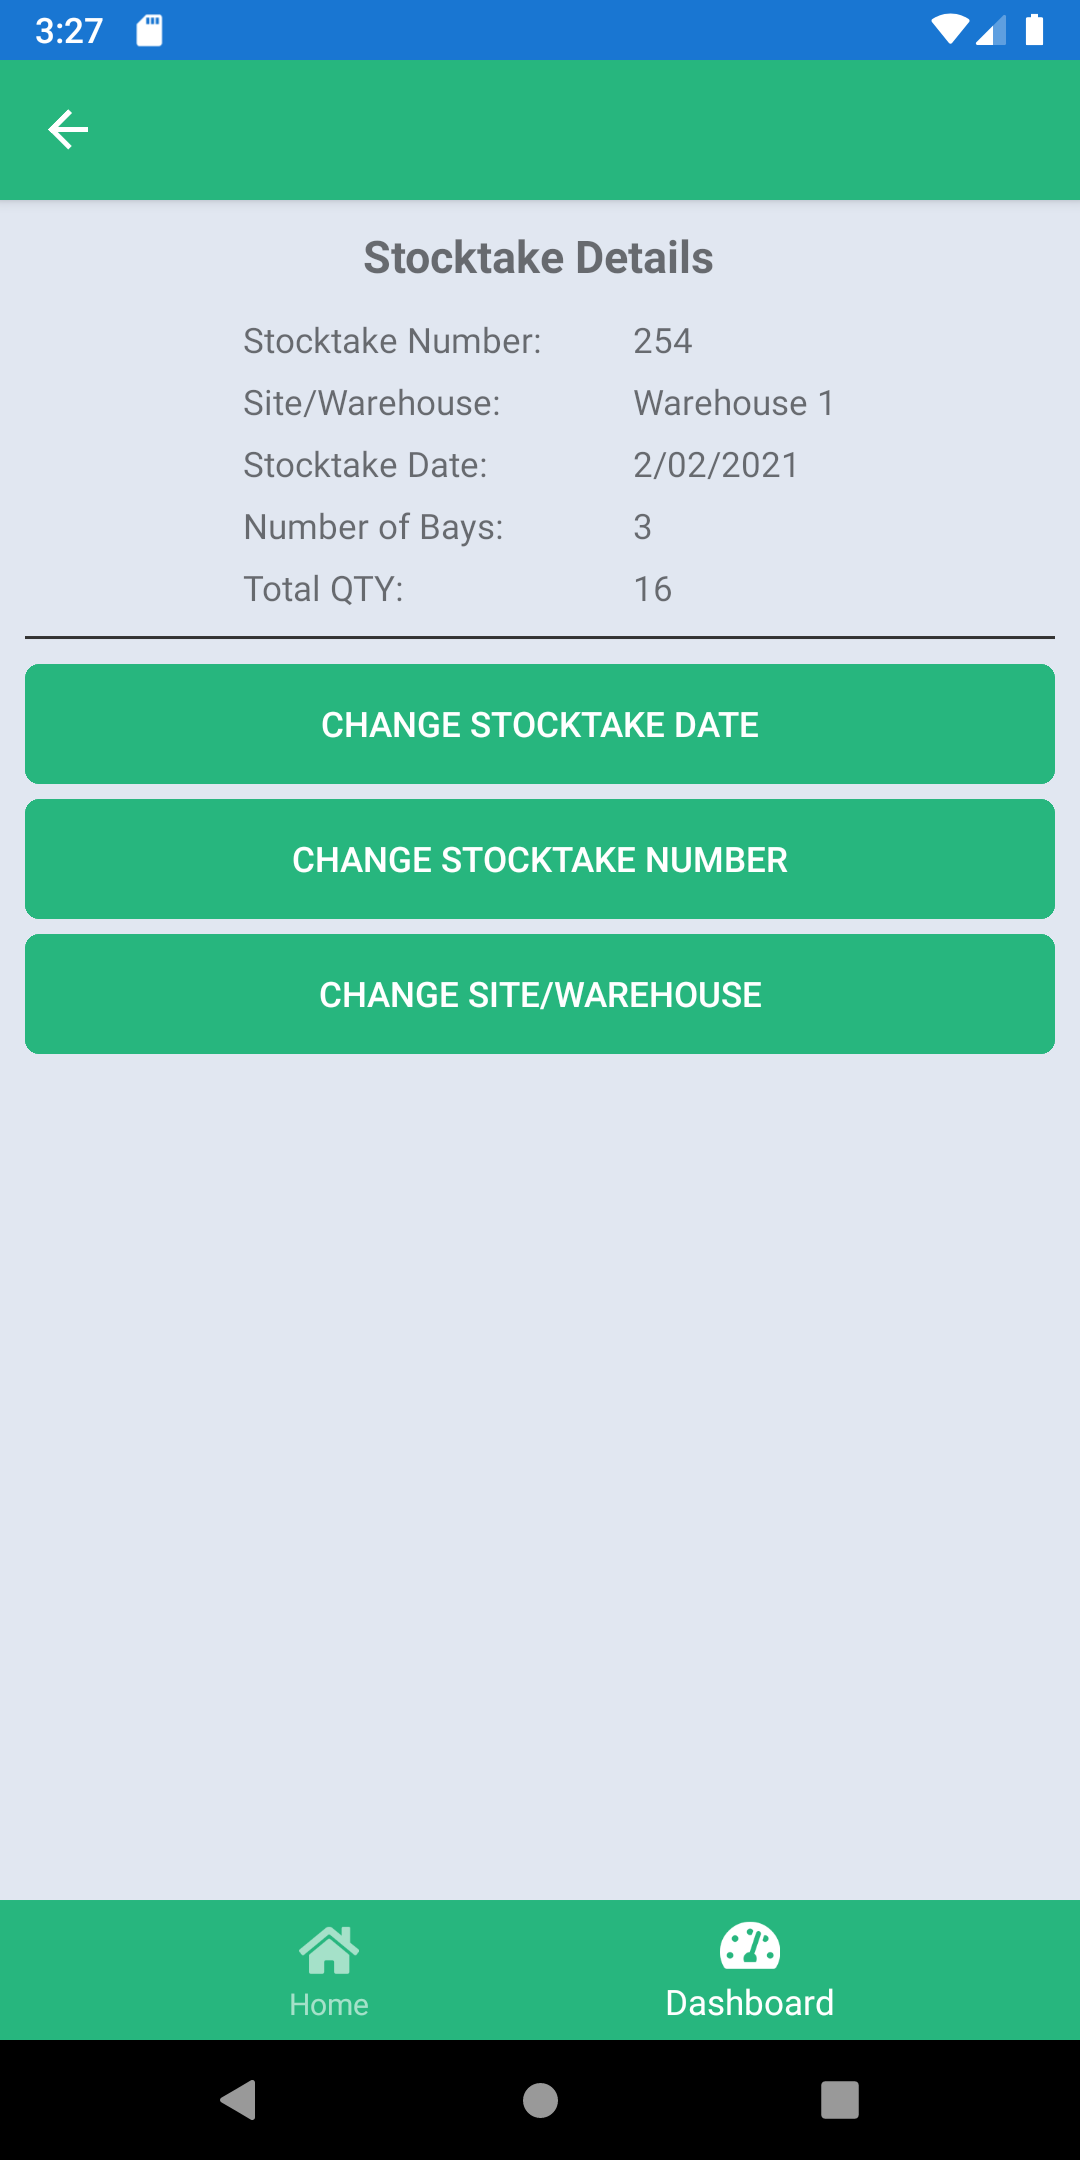 3:27
Stocktake Details
Stocktake Number: 254
Site/Warehouse: Warehouse 1
Stocktake Date: 2/02/2021
Number of Bays: 3
Total QTY: 16
CHANGE STOCKTAKE DATE
CHANGE STOCKTAKE NUMBER
CHANGE SITE/WAREHOUSE
Home Dashboard